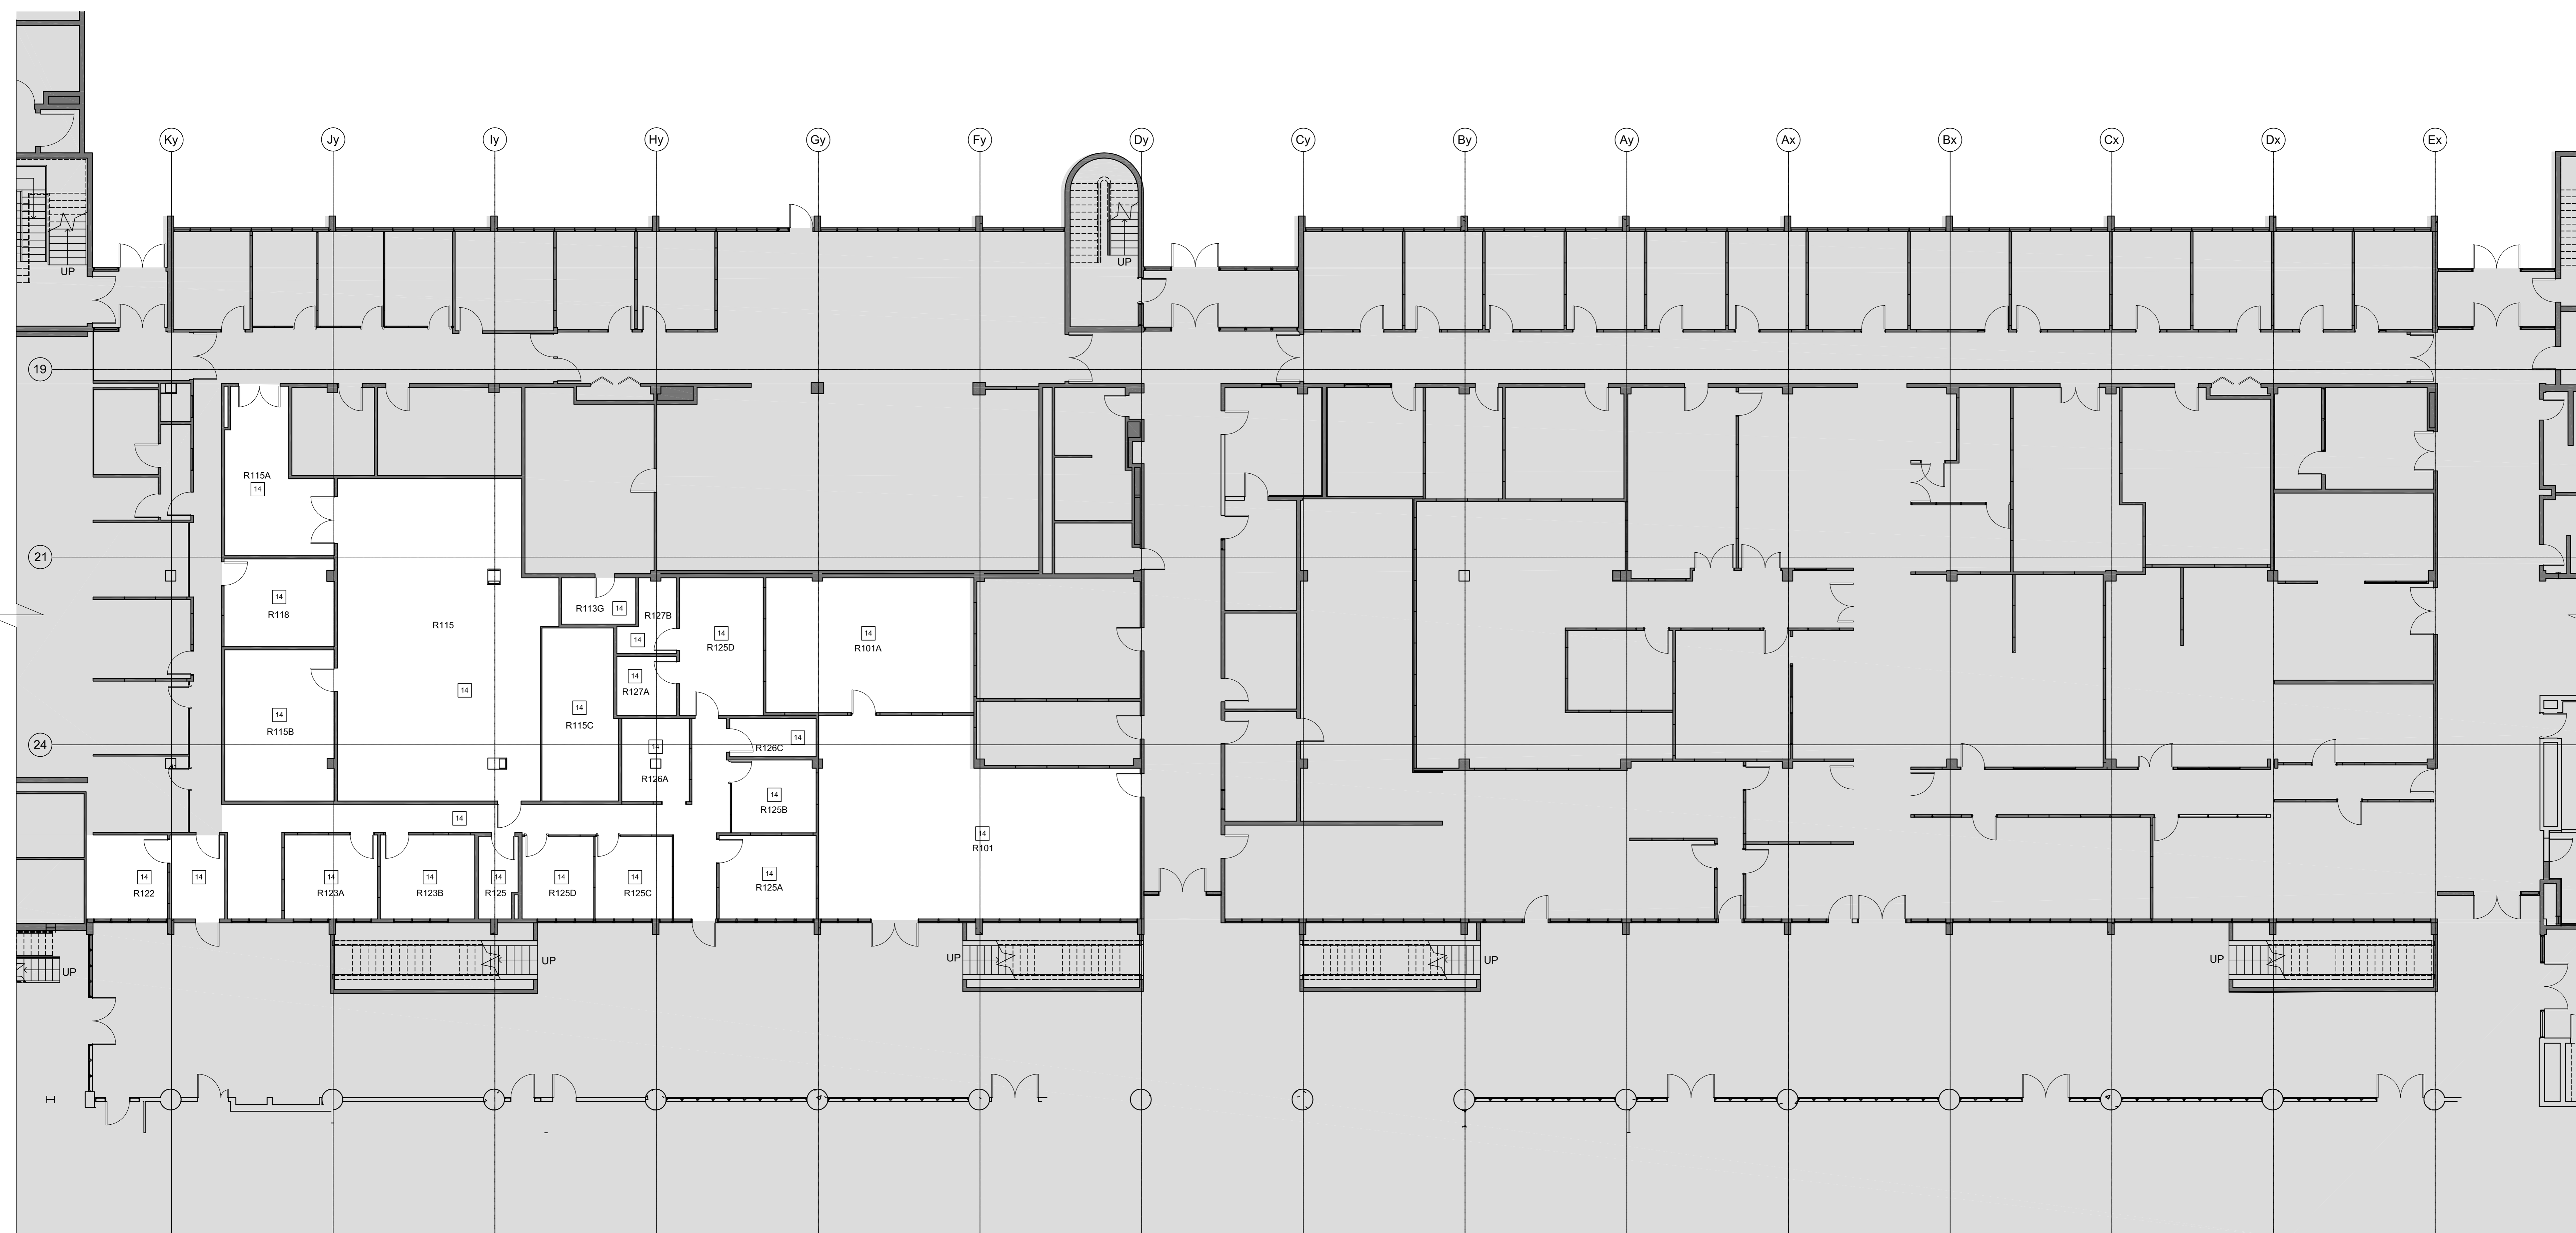 Ky
Jy
Iy
Hy
Gy
Fy
Dy
Cy
By
Ay
Ax
Bx
Cx
Dx
Ex
UP
UP
19
R115A
14
21
14
R118
R113G
14
R127B
14
R115
14
R125D
14
R101A
14
R127A
14
14
R115B
14
R115C
24
14
R126A
14
R126C
14
R125B
14
14
R101
14
R122
14
14
R123A
14
R123B
14
R125
14
R125D
14
R125C
14
R125A
UP
UP
UP
UP
UP